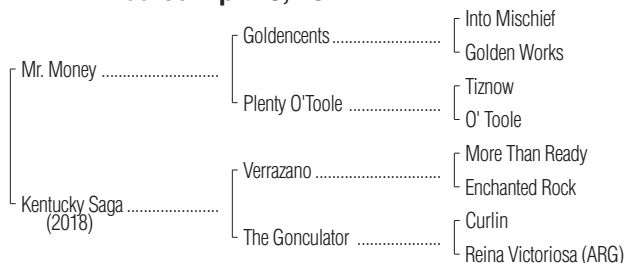 Into Mischief
Goldencents
Golden Works
Mr. Money
Tiznow
Plenty O'Toole
O' Toole
More Than Ready
Verrazano
Enchanted Rock
Kentucky Saga
(2018)
Curlin
The Gonculator
Reina Victoriosa (ARG)